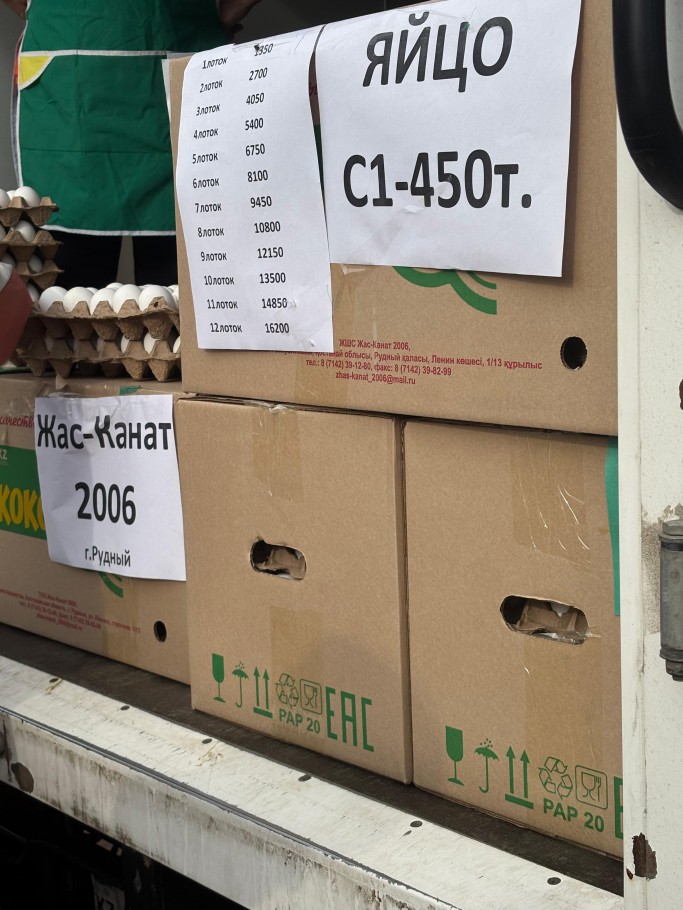 1лоток 1350
2лоток 2700
3лоток 4050
4лоток 5400
5лоток 6750
6лоток 8100
7лоток 9450
8лоток 10800
9лоток 12150
10лоток 13500
11лоток 14850
12лоток 16200
ЯЙЦО
С1-450т.
ЖШС Жас-Канат 2006,
облысы, Рудный қаласы, Ленин көшесі, 1/13 құрылыс
тел.: 8 (7142) 39-12-60, факс: 8 (7142) 39-82-99
zhas-kanat_2006@mail.ru
Жас-Канат
2006
г.Рудный
КОКО
PAP 20
EAC
PAP 20